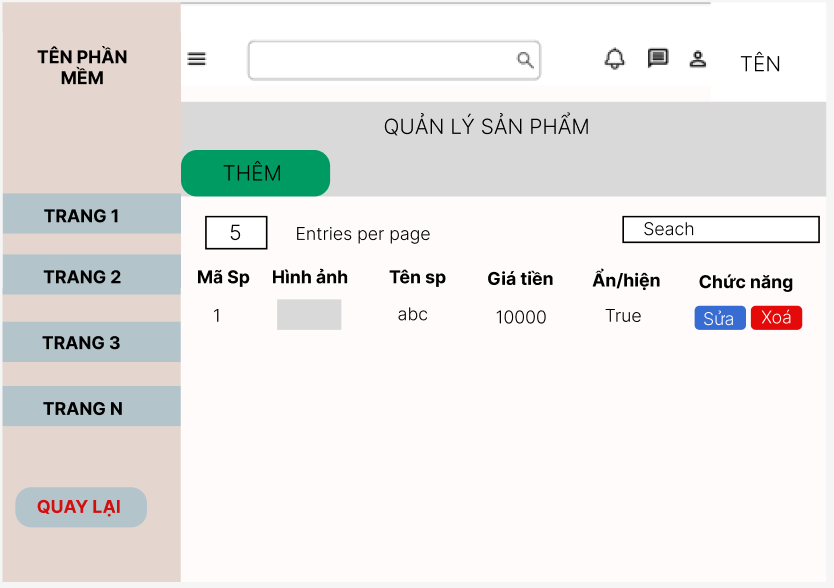 TÊN PHẦN
MỀM
TÊN
QUẢN LÝ SẢN PHẨM
THÊM
TRANG 1
TRANG 2
TRANG 3
TRANG N
QUAY LẠI
5 Entries per page Seach
Mã Sp Hình ảnh Tên sp Giá tiền Ẩn/hiện Chức năng
1 abc 10000 True Sửa Xoá